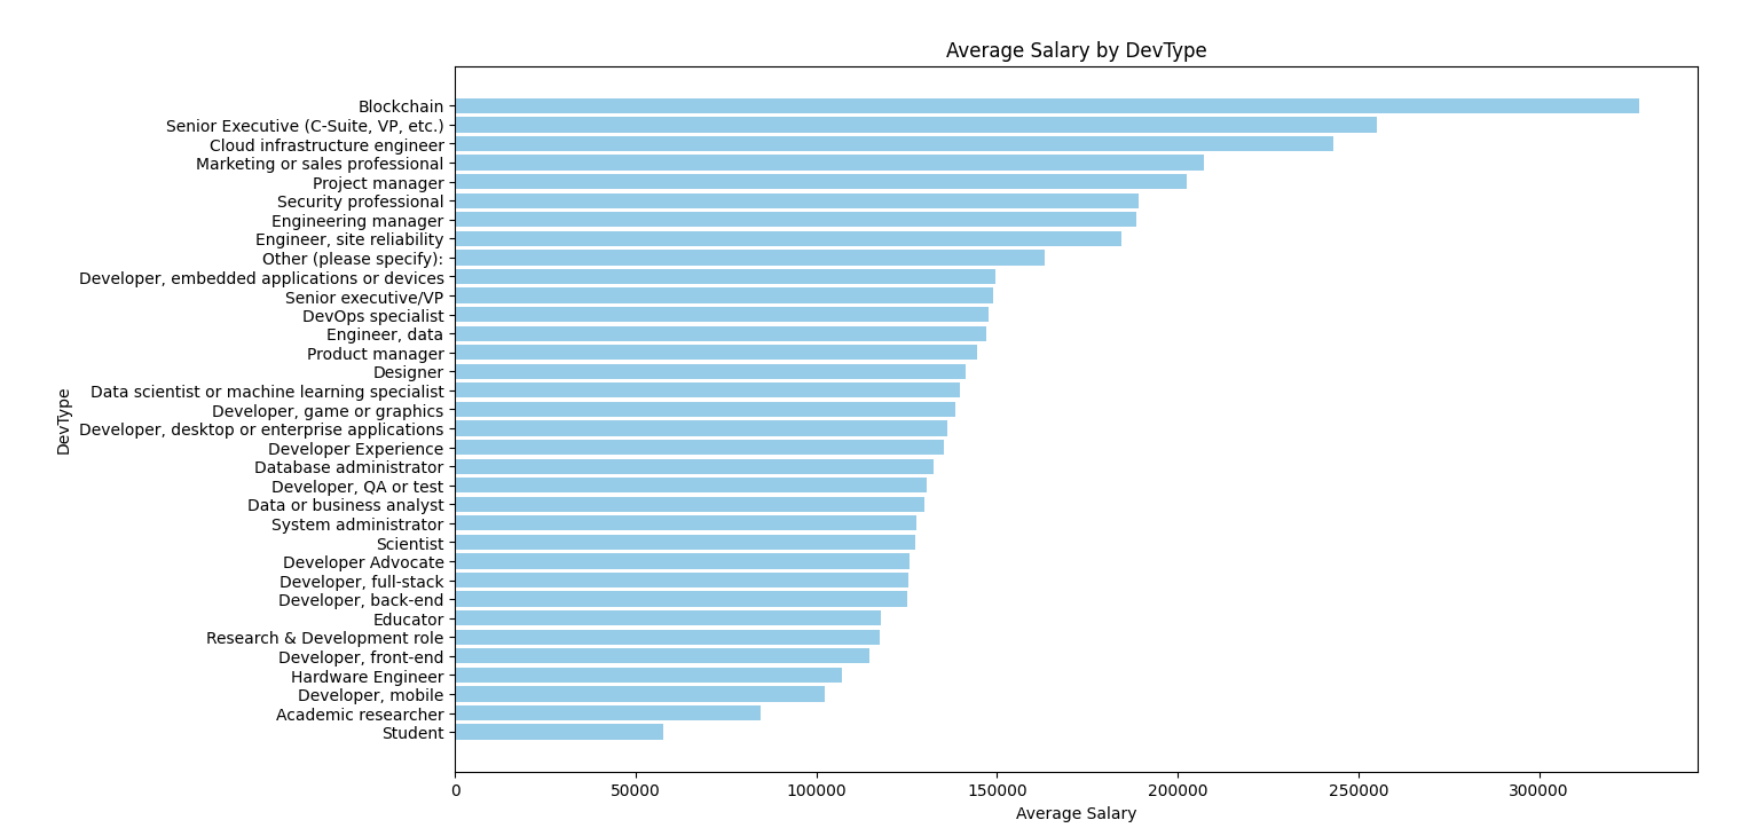 Average Salary by DevType
Blockchain
Senior Executive (C-Suite, VP, etc.)
Cloud infrastructure engineer
Marketing or sales professional
Project manager
Security professional
Engineering manager
Engineer, site reliability
Other (please specify):
Developer, embedded applications or devices
Senior executive/VP
DevOps specialist
Engineer, data
Product manager
Designer
Data scientist or machine learning specialist
Developer, game or graphics
Developer, desktop or enterprise applications
Developer Experience
Database administrator
Developer, QA or test
Data or business analyst
System administrator
Scientist
Developer Advocate
Developer, full-stack
Developer, back-end
Educator
Research & Development role
Developer, front-end
Hardware Engineer
Developer, mobile
Academic researcher
Student
DevType
0 50000 100000 150000 200000 250000 300000
Average Salary